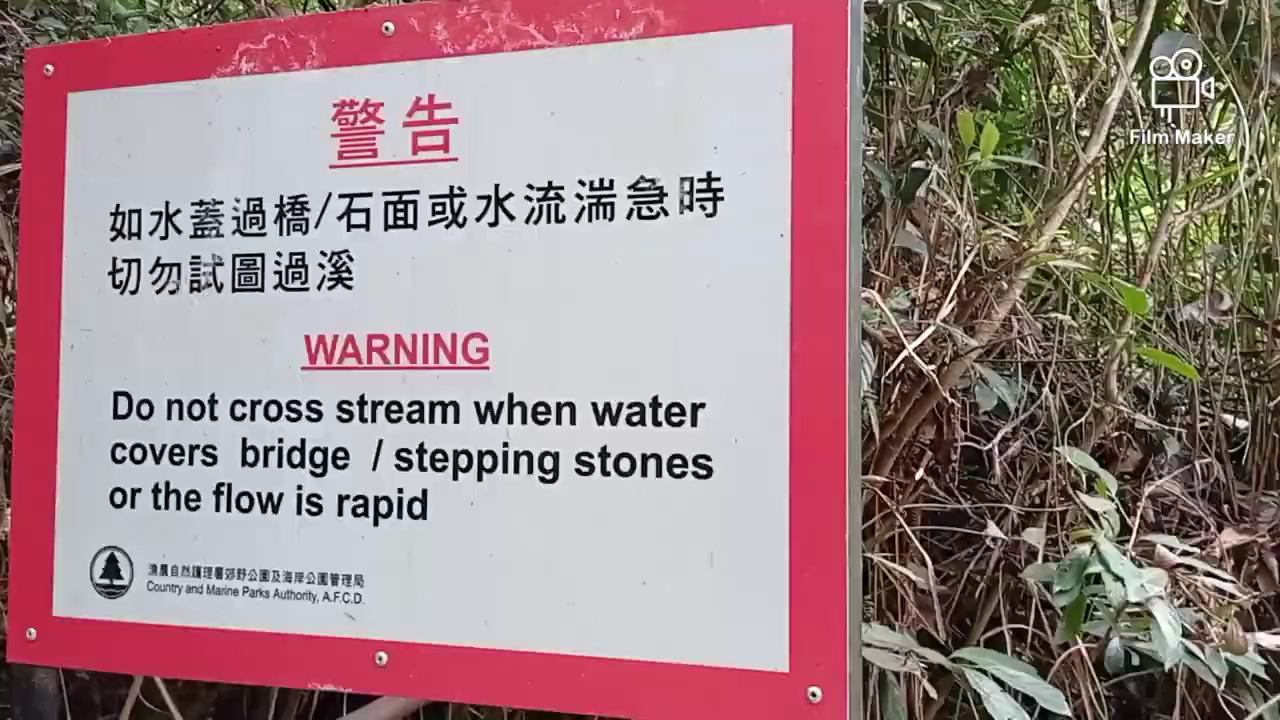 警告
如水蓋過橋/石面或水流湍急時
切勿試圖過溪
WARNING
Do not cross stream when water
covers bridge / stepping stones
or the flow is rapid
漁農自然護理署郊野公園及海岸公園管理局
Country and Marine Parks Authority, A.F.C.D.
Film Maker